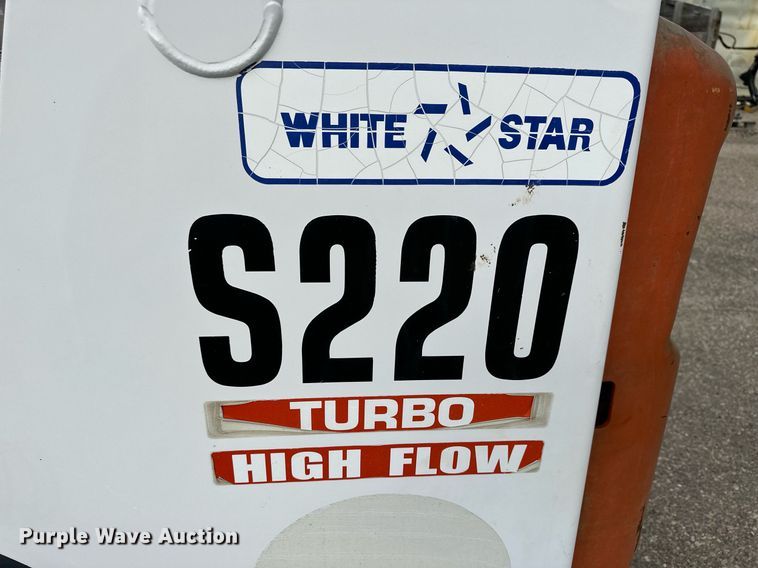 WHITE STAR
S220
TURBO
HIGH FLOW
Purple Wave Auction